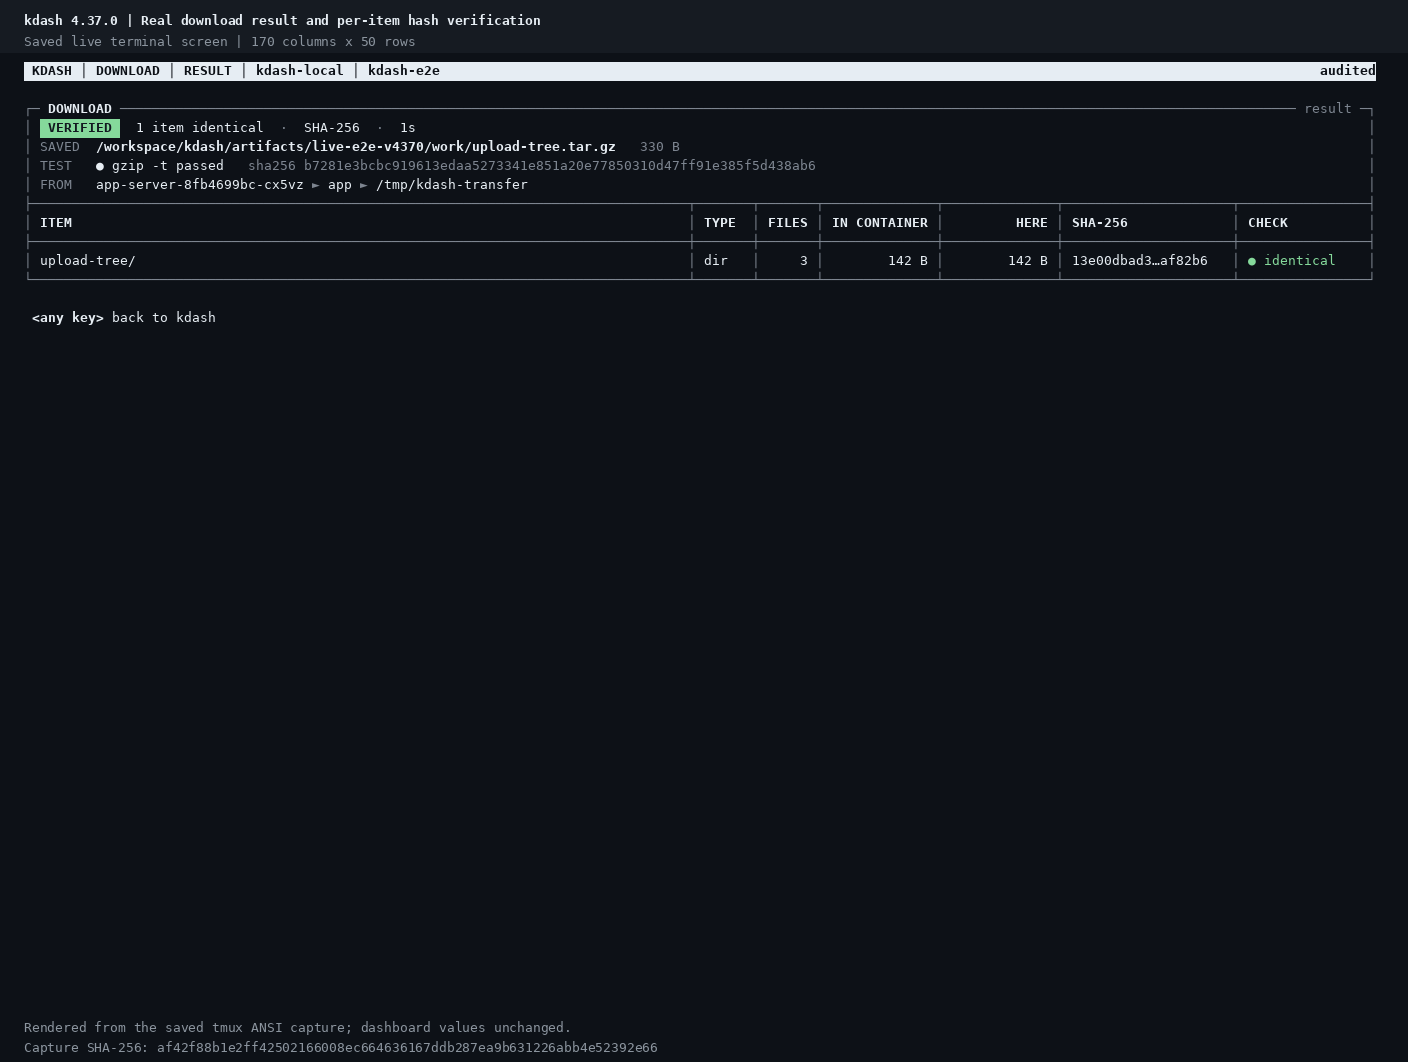 kdash 4.37.0 | Real download result and per-item hash verification
Saved live terminal screen | 170 columns x 50 rows
KDASH │ DOWNLOAD │ RESULT │ kdash-local │ kdash-e2e audited
DOWNLOAD result
VERIFIED 1 item identical · SHA-256 · 1s
SAVED /workspace/kdash/artifacts/live-e2e-v4370/work/upload-tree.tar.gz 330 B
TEST ● gzip -t passed sha256 b7281e3bcbc919613edaa5273341e851a20e77850310d47ff91e385f5d438ab6
FROM app-server-8fb4699bc-cx5vz ► app ► /tmp/kdash-transfer
ITEM │ TYPE │ FILES │ IN CONTAINER │ HERE │ SHA-256 │ CHECK
upload-tree/ │ dir │ 3 │ 142 B │ 142 B │ 13e00dbad3…af82b6 │ ● identical
<any key> back to kdash
Rendered from the saved tmux ANSI capture; dashboard values unchanged.
Capture SHA-256: af42f88b1e2ff42502166008ec664636167ddb287ea9b631226abb4e52392e66